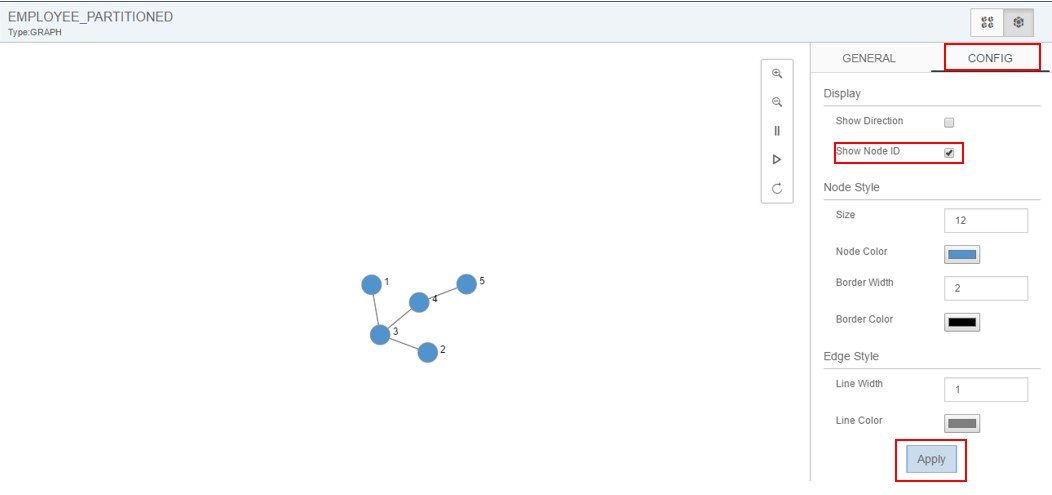 EMPLOYEE_PARTITIONED
Type:GRAPH
GENERAL
CONFIG
Display
Show Direction
Show Node ID
Node Style
Size
12
Node Color
Border Width
2
Border Color
Edge Style
Line Width
1
Line Color
Apply
1
5
4
3
2